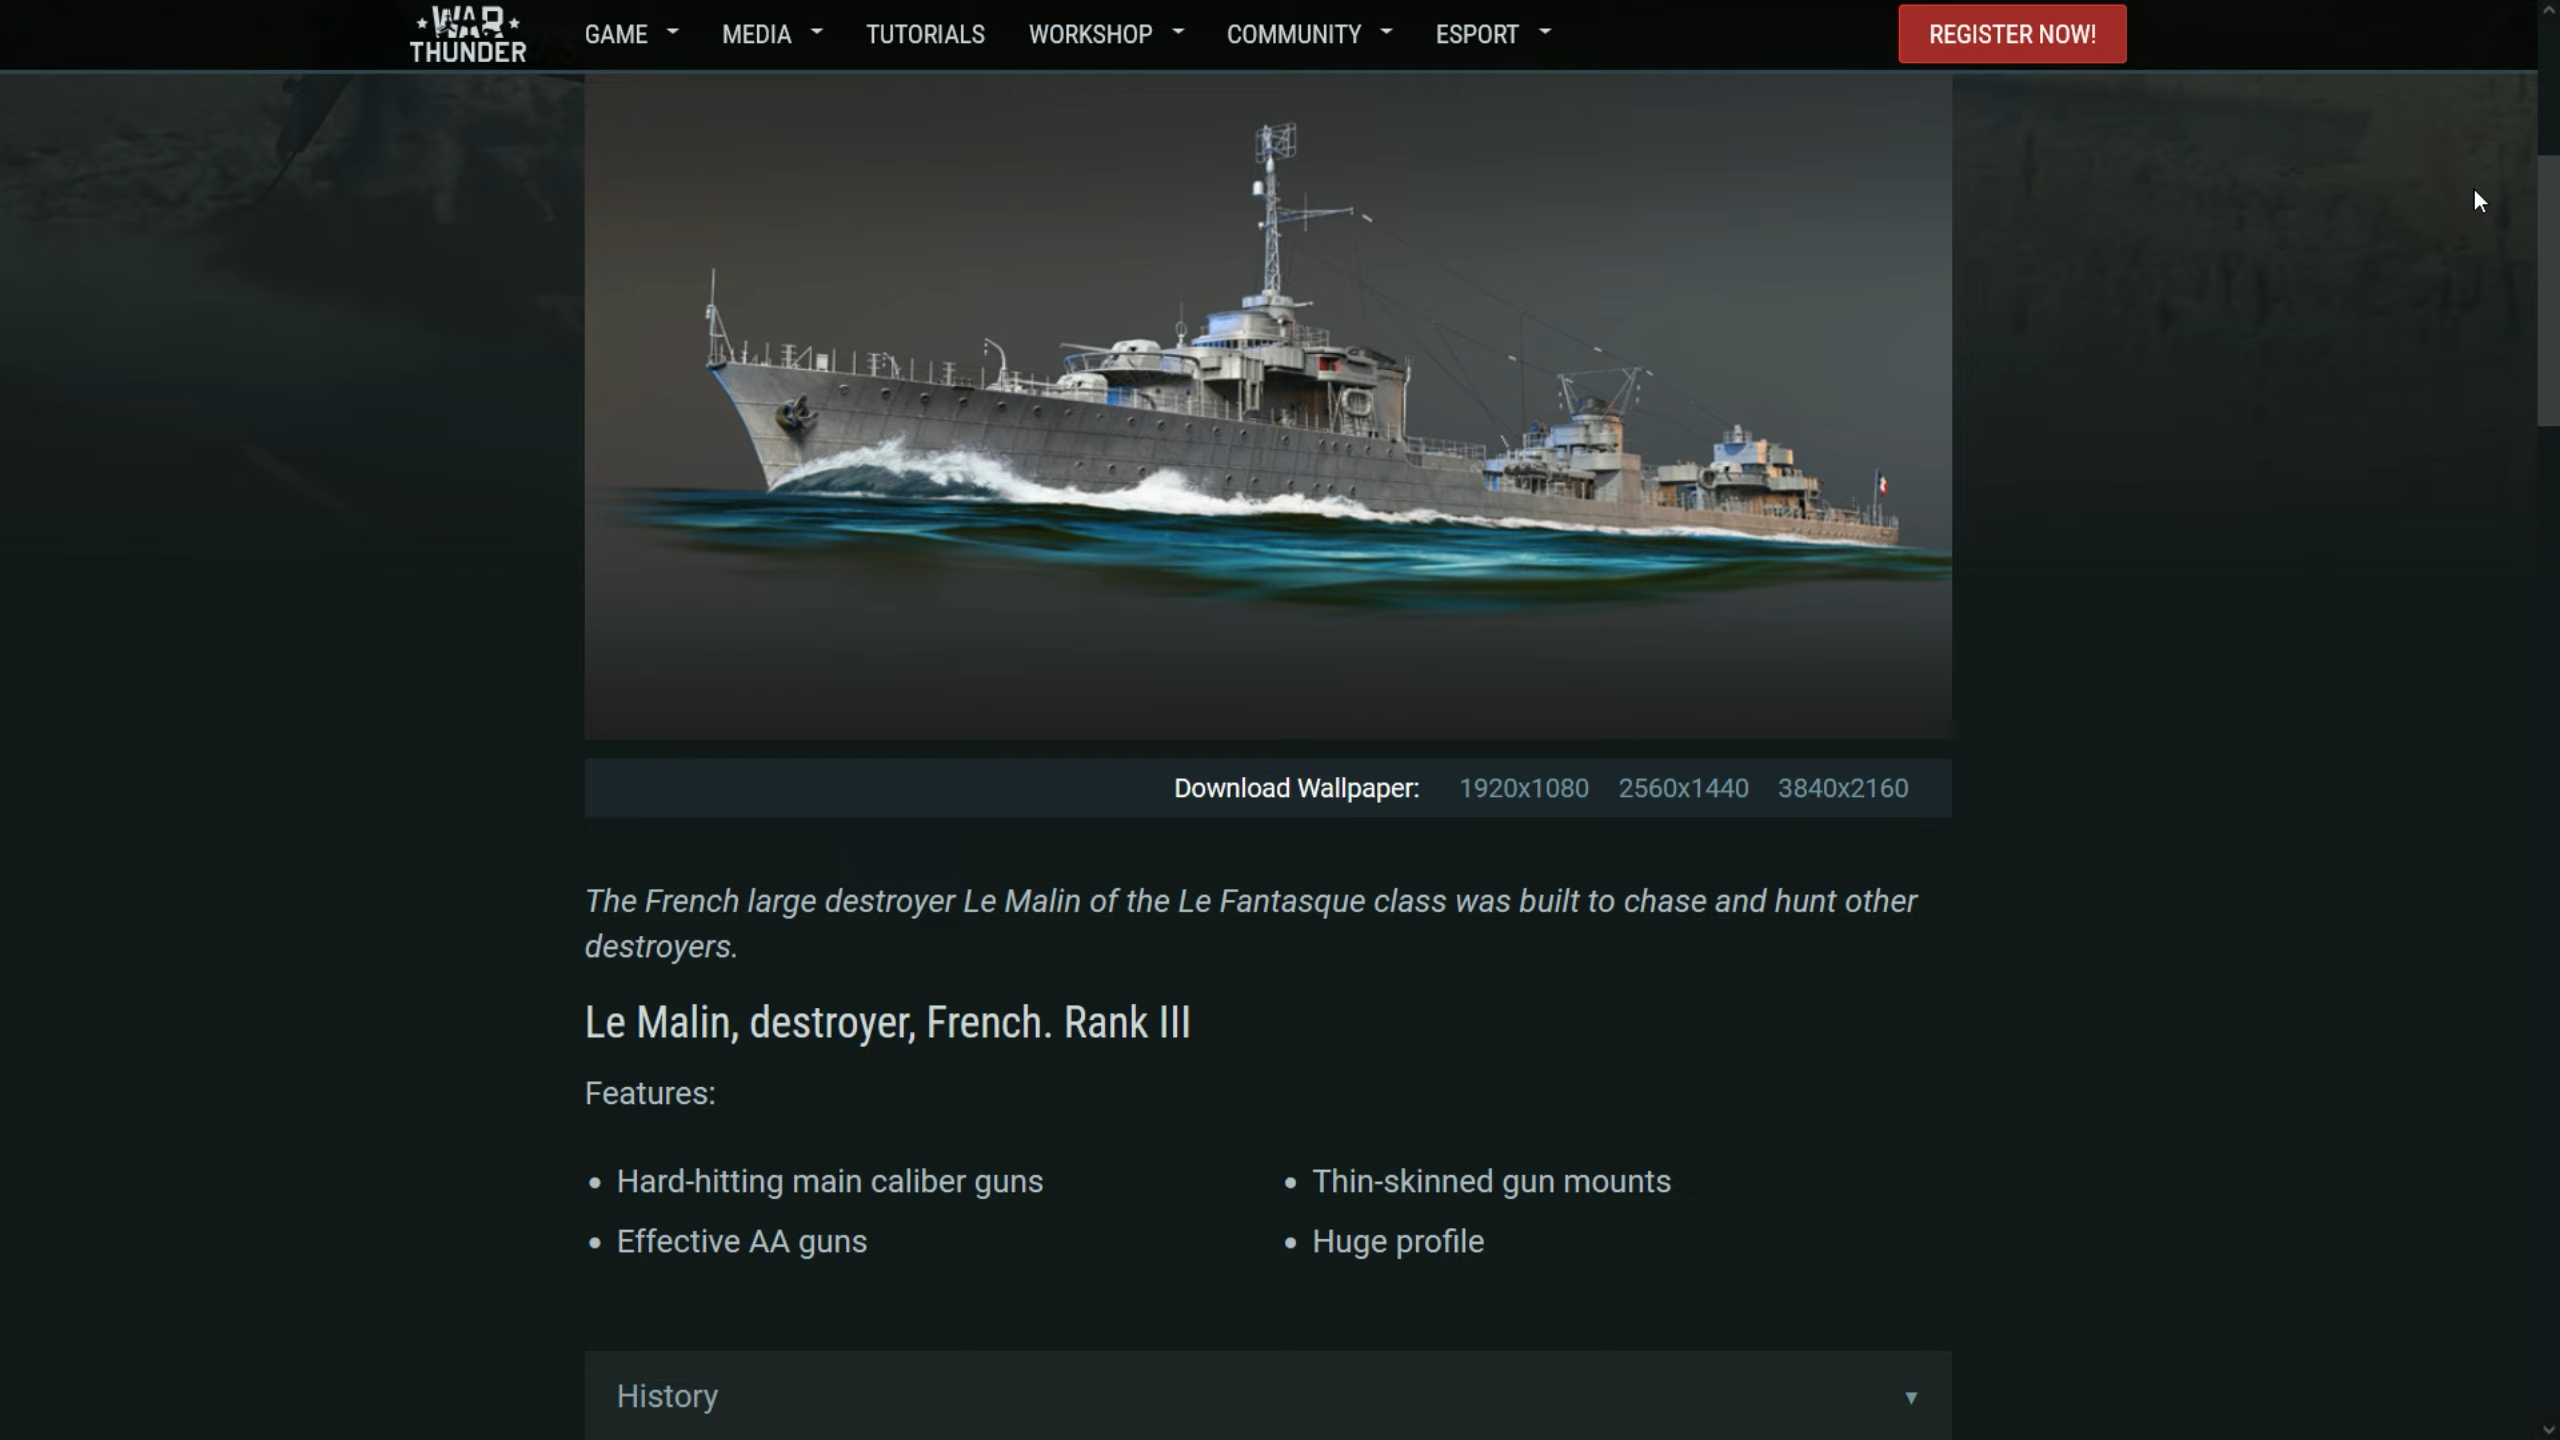 WAR
THUNDER
GAME
MEDIA
TUTORIALS
WORKSHOP
COMMUNITY
ESPORT
REGISTER NOW!
Download Wallpaper: 1920x1080 2560x1440 3840x2160
The French large destroyer Le Malin of the Le Fantasque class was built to chase and hunt other
destroyers.
Le Malin, destroyer, French. Rank III
Features:
• Hard-hitting main caliber guns
• Effective AA guns
• Thin-skinned gun mounts
• Huge profile
History